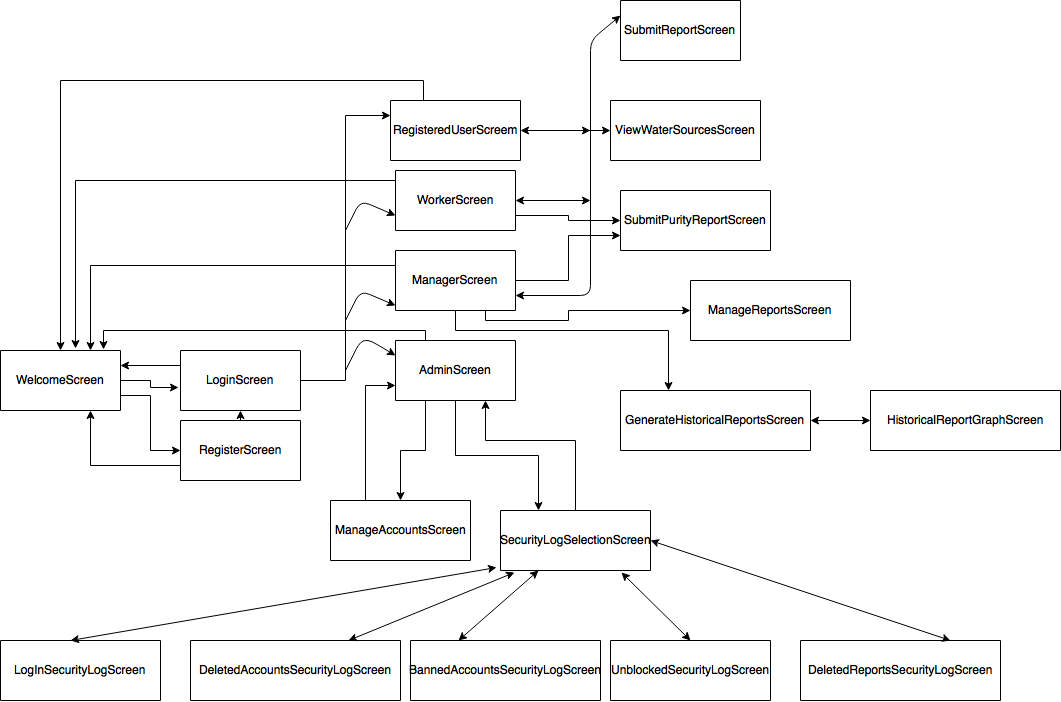 SubmitReportScreen
RegisteredUserScreem
ViewWaterSourcesScreen
WorkerScreen
SubmitPurityReportScreen
ManagerScreen
ManageReportsScreen
WelcomeScreen
LoginScreen
AdminScreen
GenerateHistoricalReportsScreen
HistoricalReportGraphScreen
RegisterScreen
ManageAccountsScreen
SecurityLogSelectionScreen
LogInSecurityLogScreen
DeletedAccountsSecurityLogScreen
BannedAccountsSecurityLogScreen
UnblockedSecurityLogScreen
DeletedReportsSecurityLogScreen